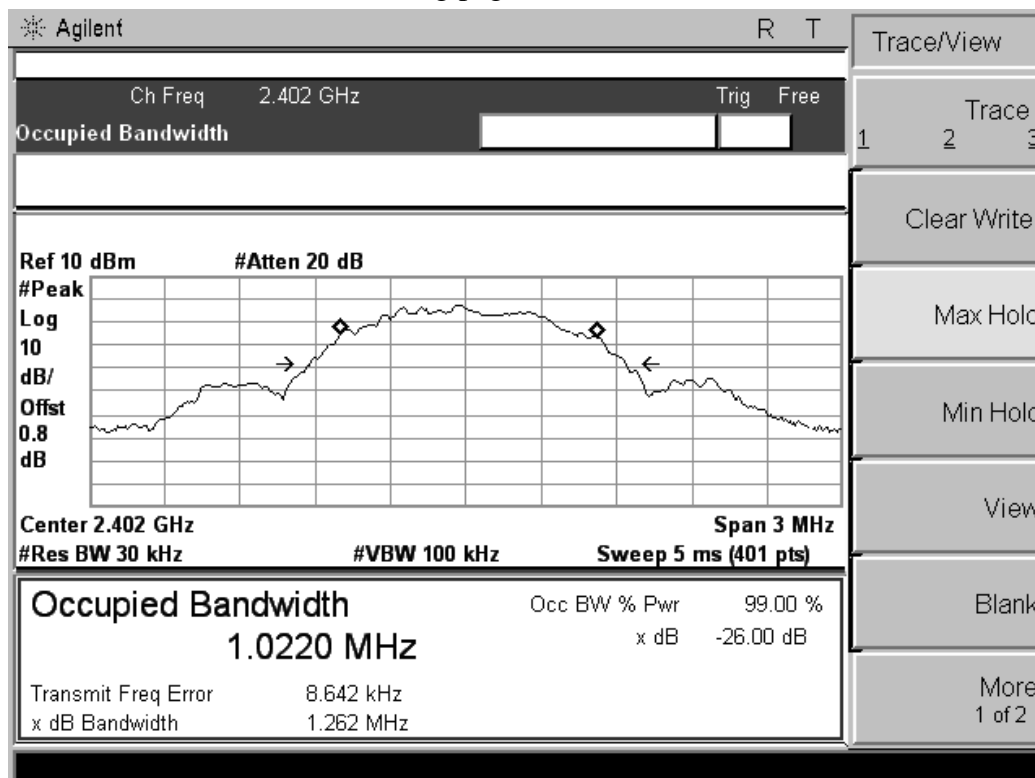 Agilent R T
Trace/View
Ch Freq 2.402 GHz Trig Free
Occupied Bandwidth
Trace
1 2 3
Clear Write
Ref 10 dBm #Atten 20 dB
#Peak
Log
10
dB/
Offst
0.8
dB
Max Hold
Min Hold
View
Center 2.402 GHz Span 3 MHz
#Res BW 30 kHz #VBW 100 kHz Sweep 5 ms (401 pts)
Occupied Bandwidth
1.0220 MHz
Occ BW % Pwr 99.00 %
x dB -26.00 dB
Transmit Freq Error 8.642 kHz
x dB Bandwidth 1.262 MHz
Blank
More
1 of 2